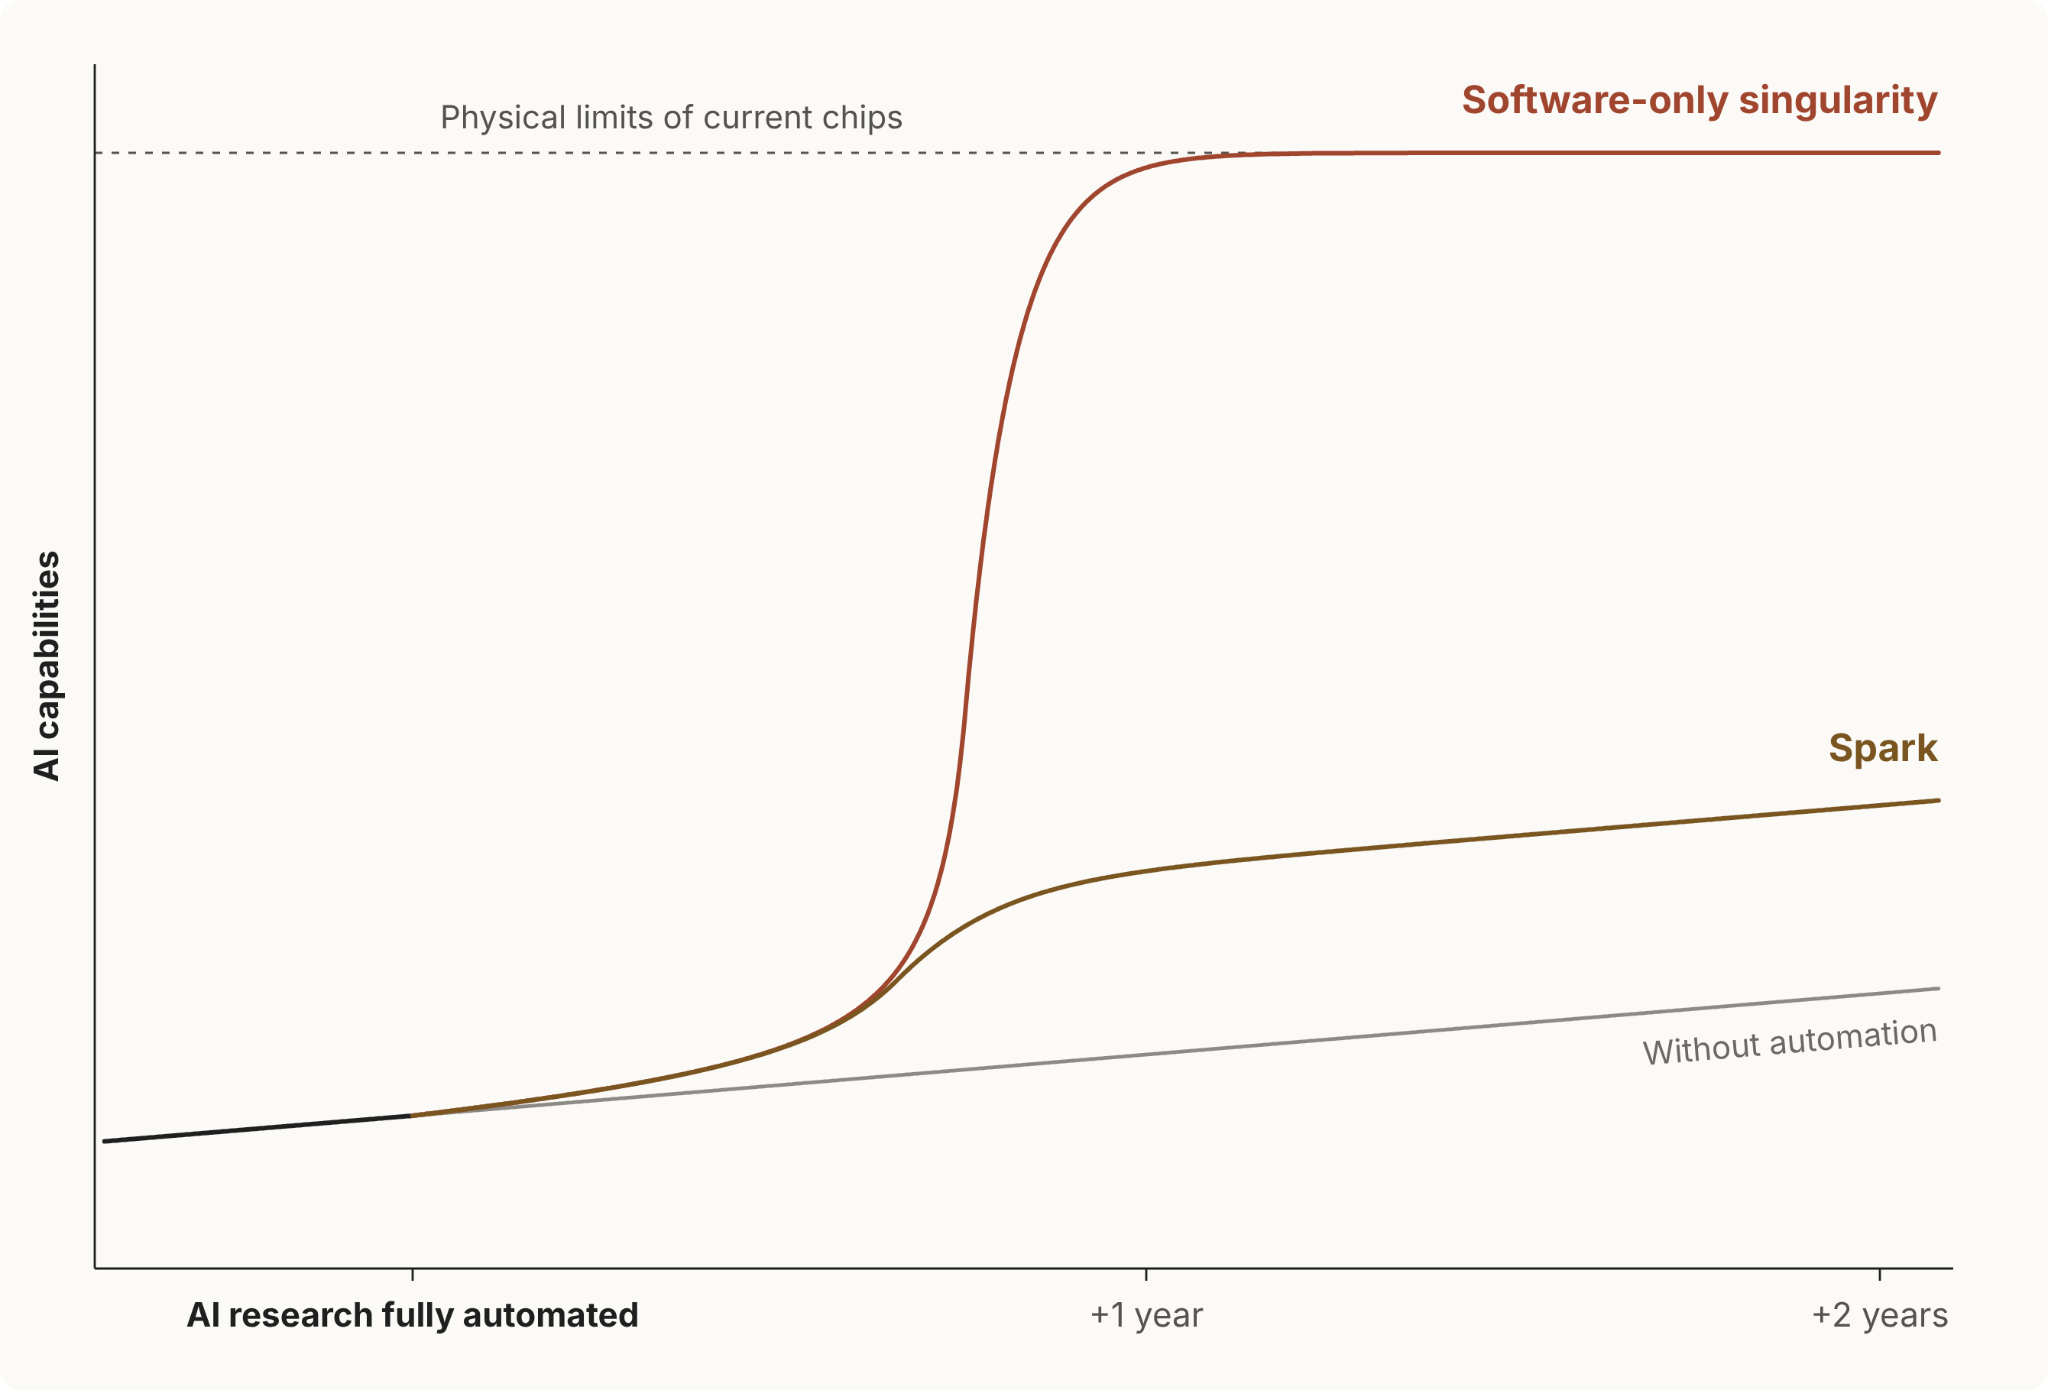 Physical limits of current chips
Software-only singularity
AI capabilities
Spark
Without automation
AI research fully automated
+1 year
+2 years